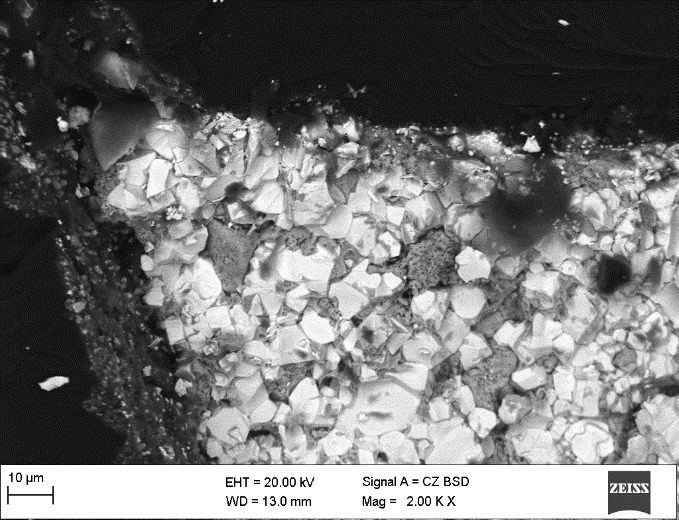 10 µm
EHT = 20.00 kV Signal A = CZ BSD
WD = 13.0 mm Mag = 2.00 K X
ZEISS